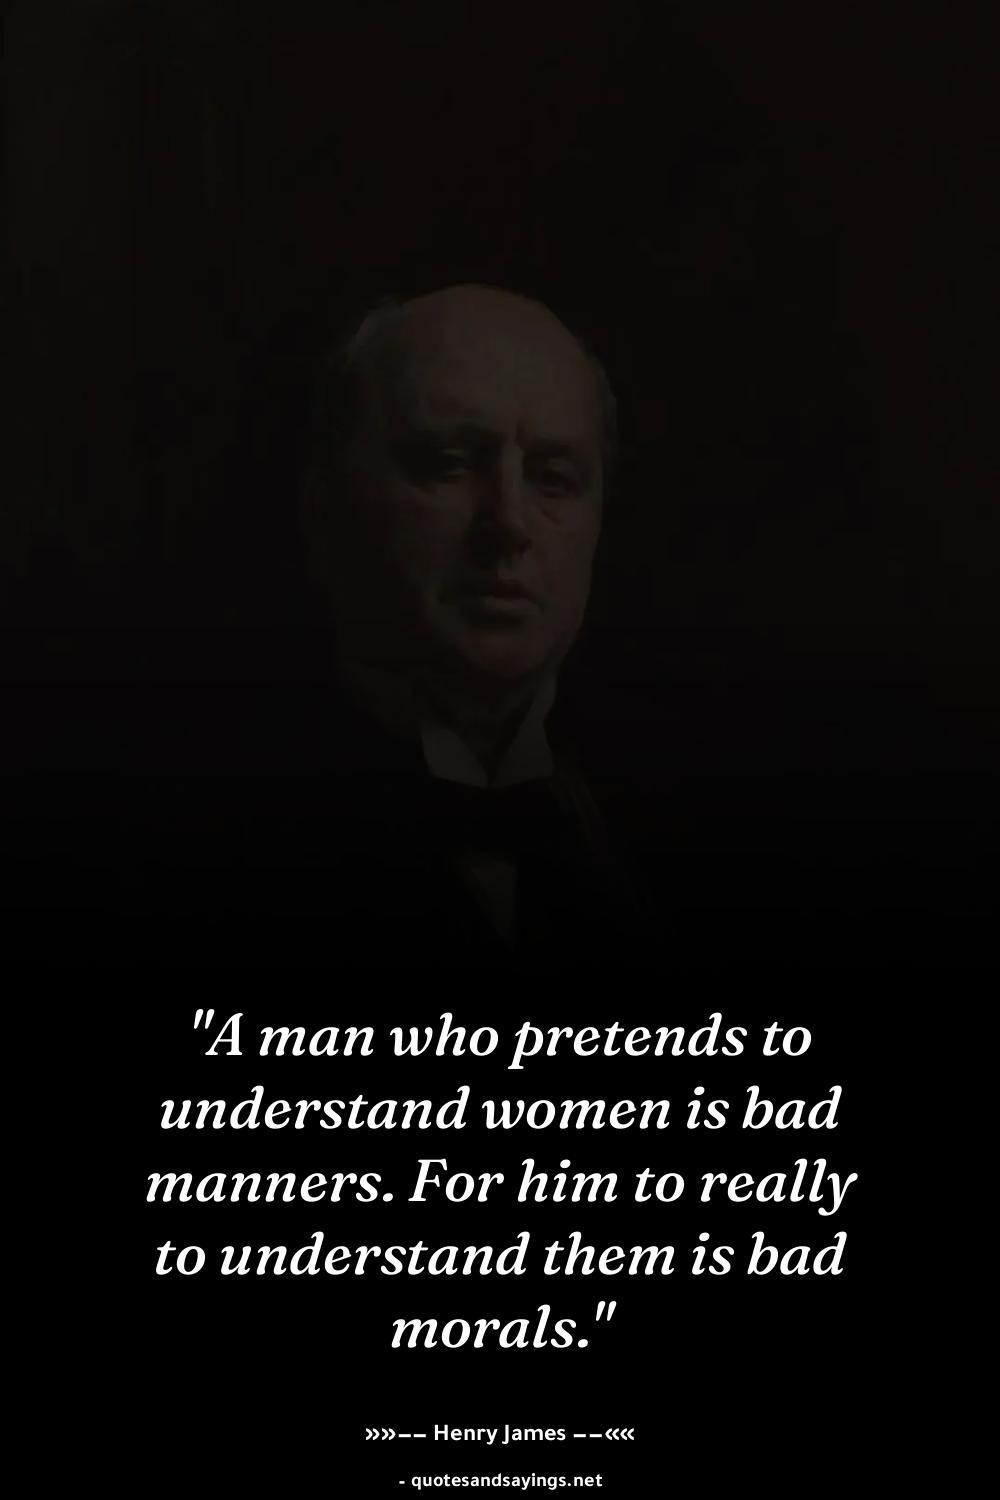 "A man who pretends to
understand women is bad
manners. For him to really
to understand them is bad
morals."
»»−− Henry James −−««
- quotesandsayings.net